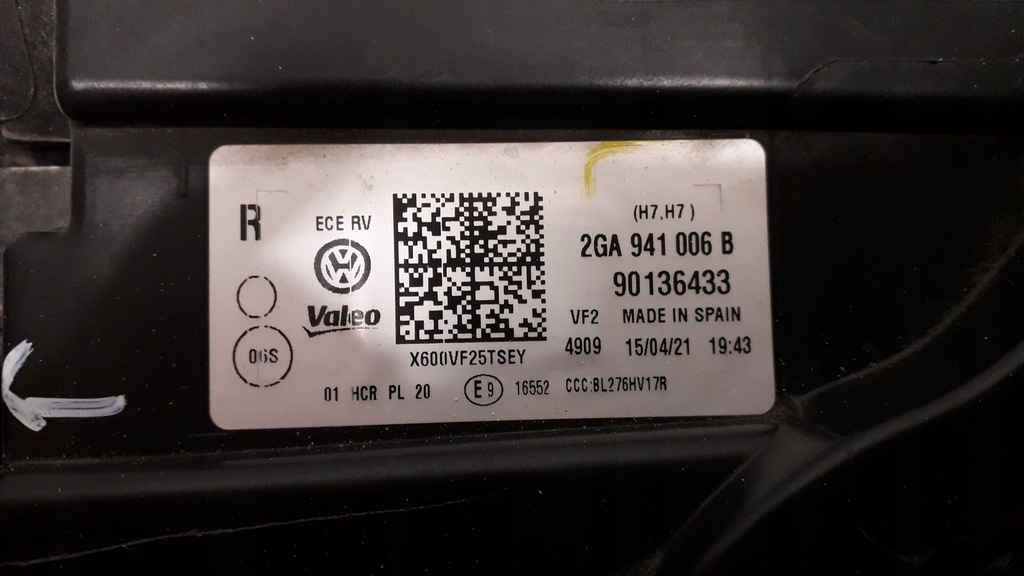 R
ECE RV
Valeo
06S
X600VF25TSEY
(H7,H7 )
2GA 941 006 B
90136433
VF2 MADE IN SPAIN
4909 15/04/21 19:43
01 HCR PL 20 E9 16552 CCC:BL276HV17R